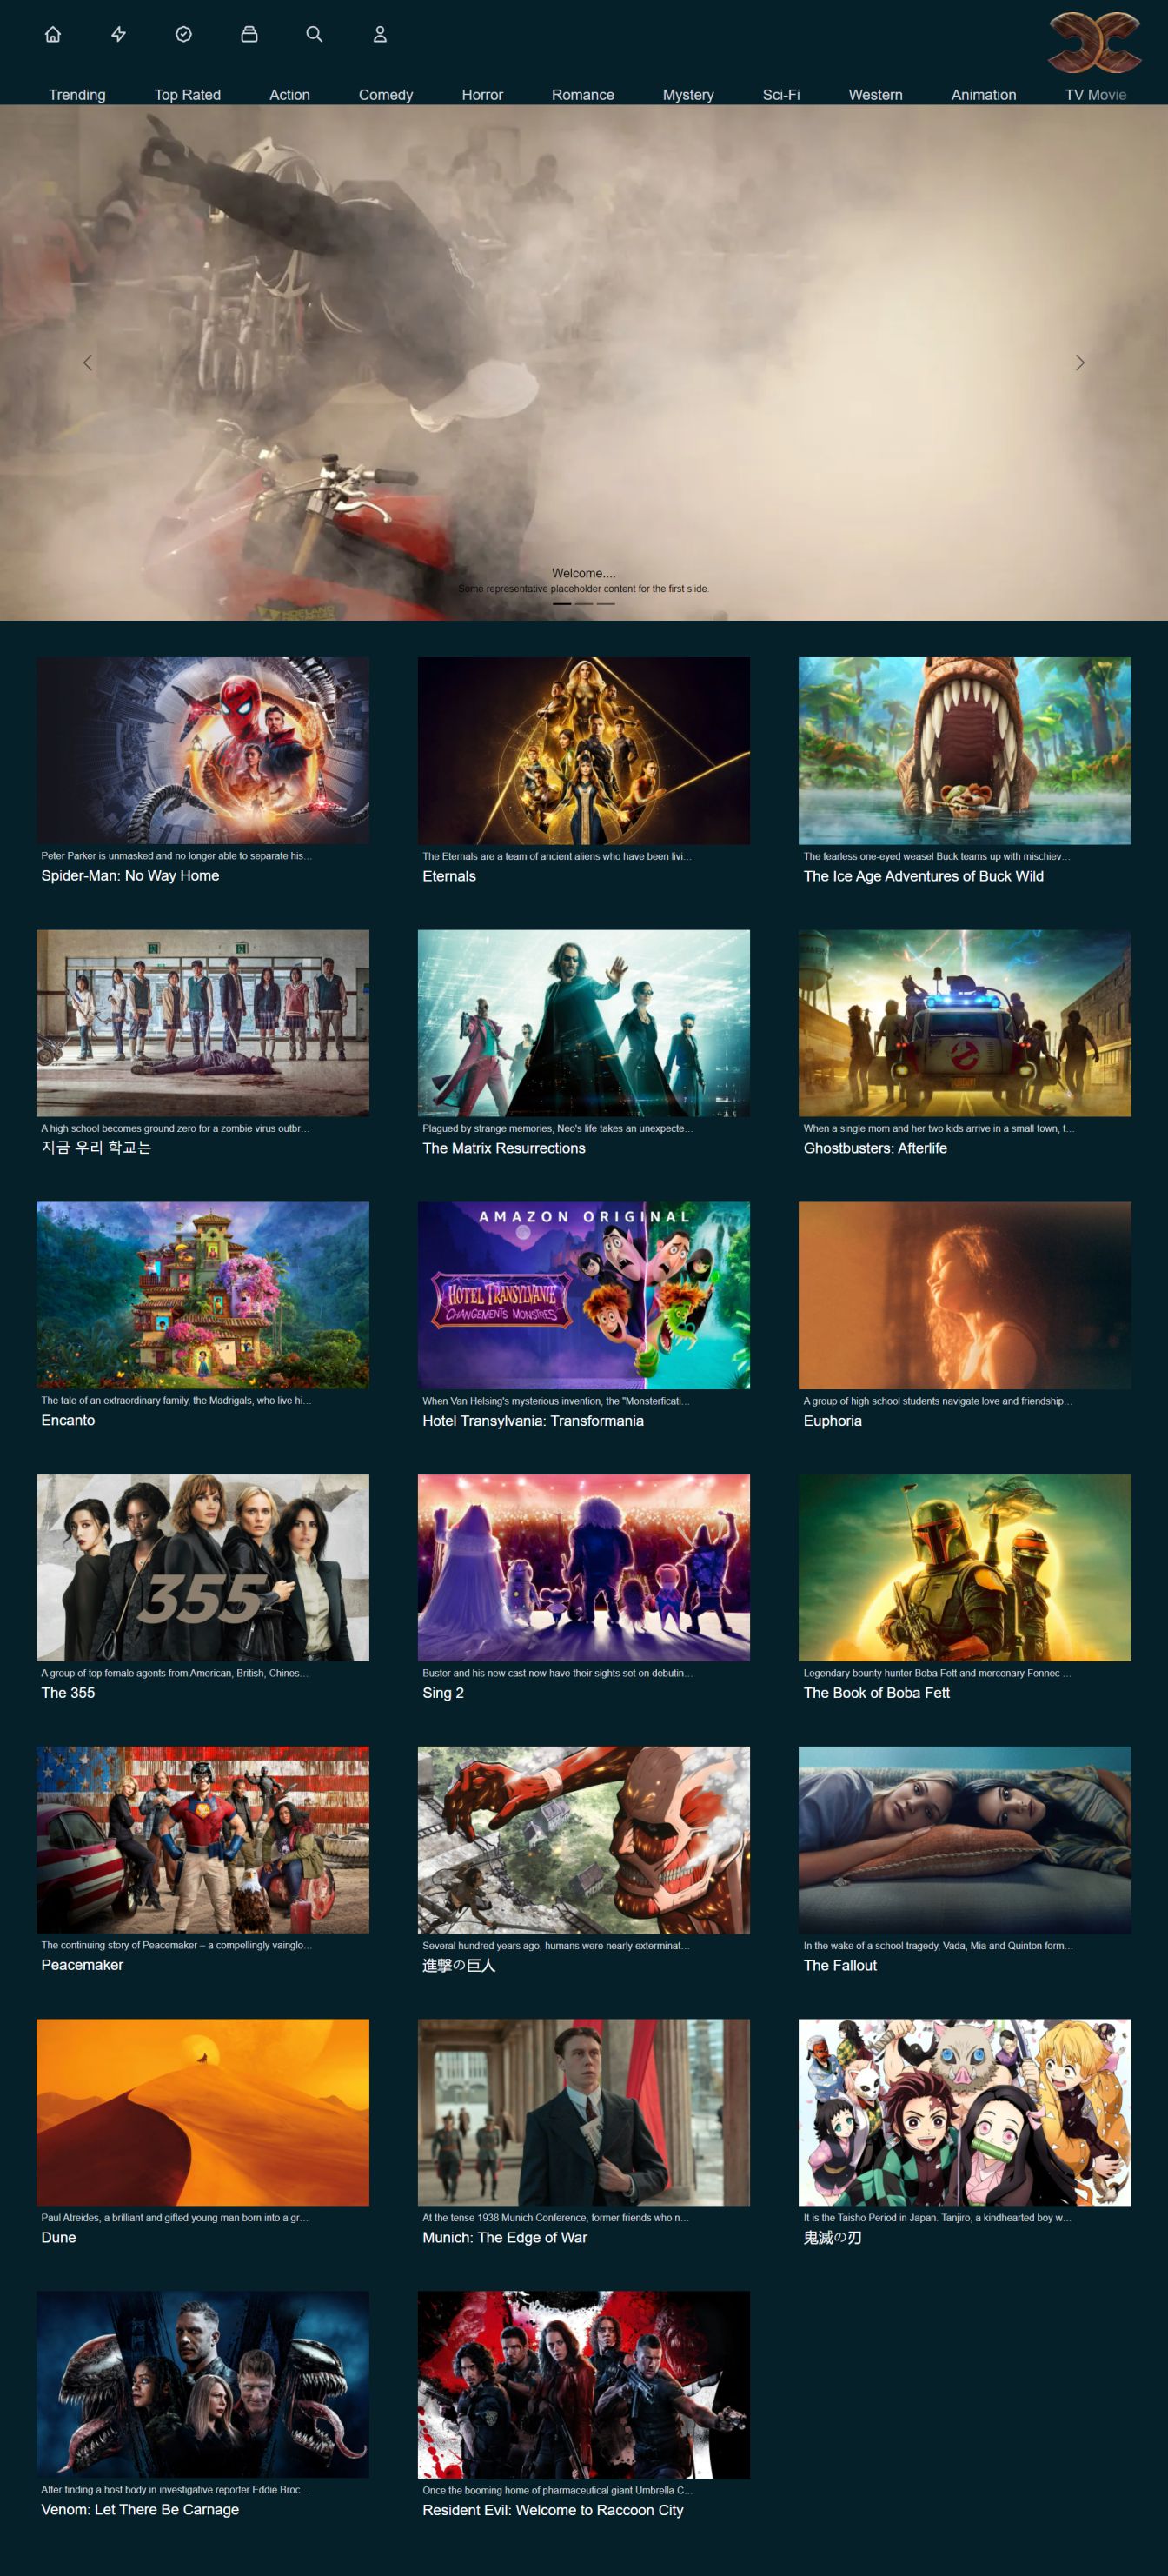 Trending Top Rated Action Comedy Horror Romance Mystery Sci-Fi Western Animation TV Movie
Welcome....
Some representative placeholder content for the first slide.
Peter Parker is unmasked and no longer able to separate his...
Spider-Man: No Way Home
The Eternals are a team of ancient aliens who have been livi...
Eternals
The fearless one-eyed weasel Buck teams up with mischiev...
The Ice Age Adventures of Buck Wild
A high school becomes ground zero for a zombie virus outbr...
지금 우리 학교는
Plagued by strange memories, Neo's life takes an unexpecte...
The Matrix Resurrections
When a single mom and her two kids arrive in a small town, t...
Ghostbusters: Afterlife
The tale of an extraordinary family, the Madrigals, who live hi...
Encanto
AMAZON ORIGINAL
HOTEL TRANSYLVANIE
CHANGEMENTS MONSTRES
When Van Helsing's mysterious invention, the "Monsterficati...
Hotel Transylvania: Transformania
A group of high school students navigate love and friendship...
Euphoria
355
A group of top female agents from American, British, Chines...
The 355
Buster and his new cast now have their sights set on debutin...
Sing 2
Legendary bounty hunter Boba Fett and mercenary Fennec ...
The Book of Boba Fett
The continuing story of Peacemaker – a compellingly vainglo...
Peacemaker
Several hundred years ago, humans were nearly exterminat...
進撃の巨人
In the wake of a school tragedy, Vada, Mia and Quinton form...
The Fallout
Paul Atreides, a brilliant and gifted young man born into a gr...
Dune
At the tense 1938 Munich Conference, former friends who n...
Munich: The Edge of War
It is the Taisho Period in Japan. Tanjiro, a kindhearted boy w...
鬼滅の刃
After finding a host body in investigative reporter Eddie Broc...
Venom: Let There Be Carnage
Once the booming home of pharmaceutical giant Umbrella C...
Resident Evil: Welcome to Raccoon City